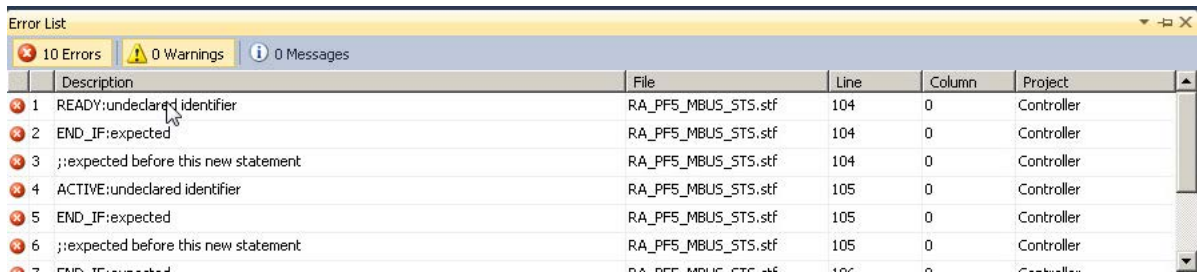 Error List
10 Errors 0 Warnings 0 Messages
Description File Line Column Project
1 READY:undeclared identifier RA_PF5_MBUS_STS.stf 104 0 Controller
2 END_IF:expected RA_PF5_MBUS_STS.stf 104 0 Controller
3 ;:expected before this new statement RA_PF5_MBUS_STS.stf 104 0 Controller
4 ACTIVE:undeclared identifier RA_PF5_MBUS_STS.stf 105 0 Controller
5 END_IF:expected RA_PF5_MBUS_STS.stf 105 0 Controller
6 ;:expected before this new statement RA_PF5_MBUS_STS.stf 105 0 Controller